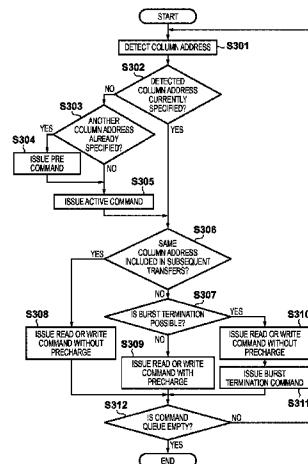 START
DETECT COLUMN ADDRESS
S301
S302
DETECTED
COLUMN ADDRESS
CURRENTLY
SPECIFIED?
NO
YES
S303
ANOTHER
COLUMN ADDRESS
ALREADY
SPECIFIED?
YES
NO
S304
ISSUE PRE
COMMAND
S305
ISSUE ACTIVE COMMAND
S306
SAME
COLUMN ADDRESS
INCLUDED IN SUBSEQUENT
TRANSFERS?
YES
NO
S307
IS BURST TERMINATION
POSSIBLE?
YES
NO
S308
ISSUE READ OR WRITE
COMMAND WITHOUT
PRECHARGE
S309
ISSUE READ OR WRITE
COMMAND WITH
PRECHARGE
S310
ISSUE READ OR WRITE
COMMAND WITHOUT
PRECHARGE
ISSUE BURST
TERMINATION COMMAND
S311
S312
IS COMMAND
QUEUE EMPTY?
NO
YES
END